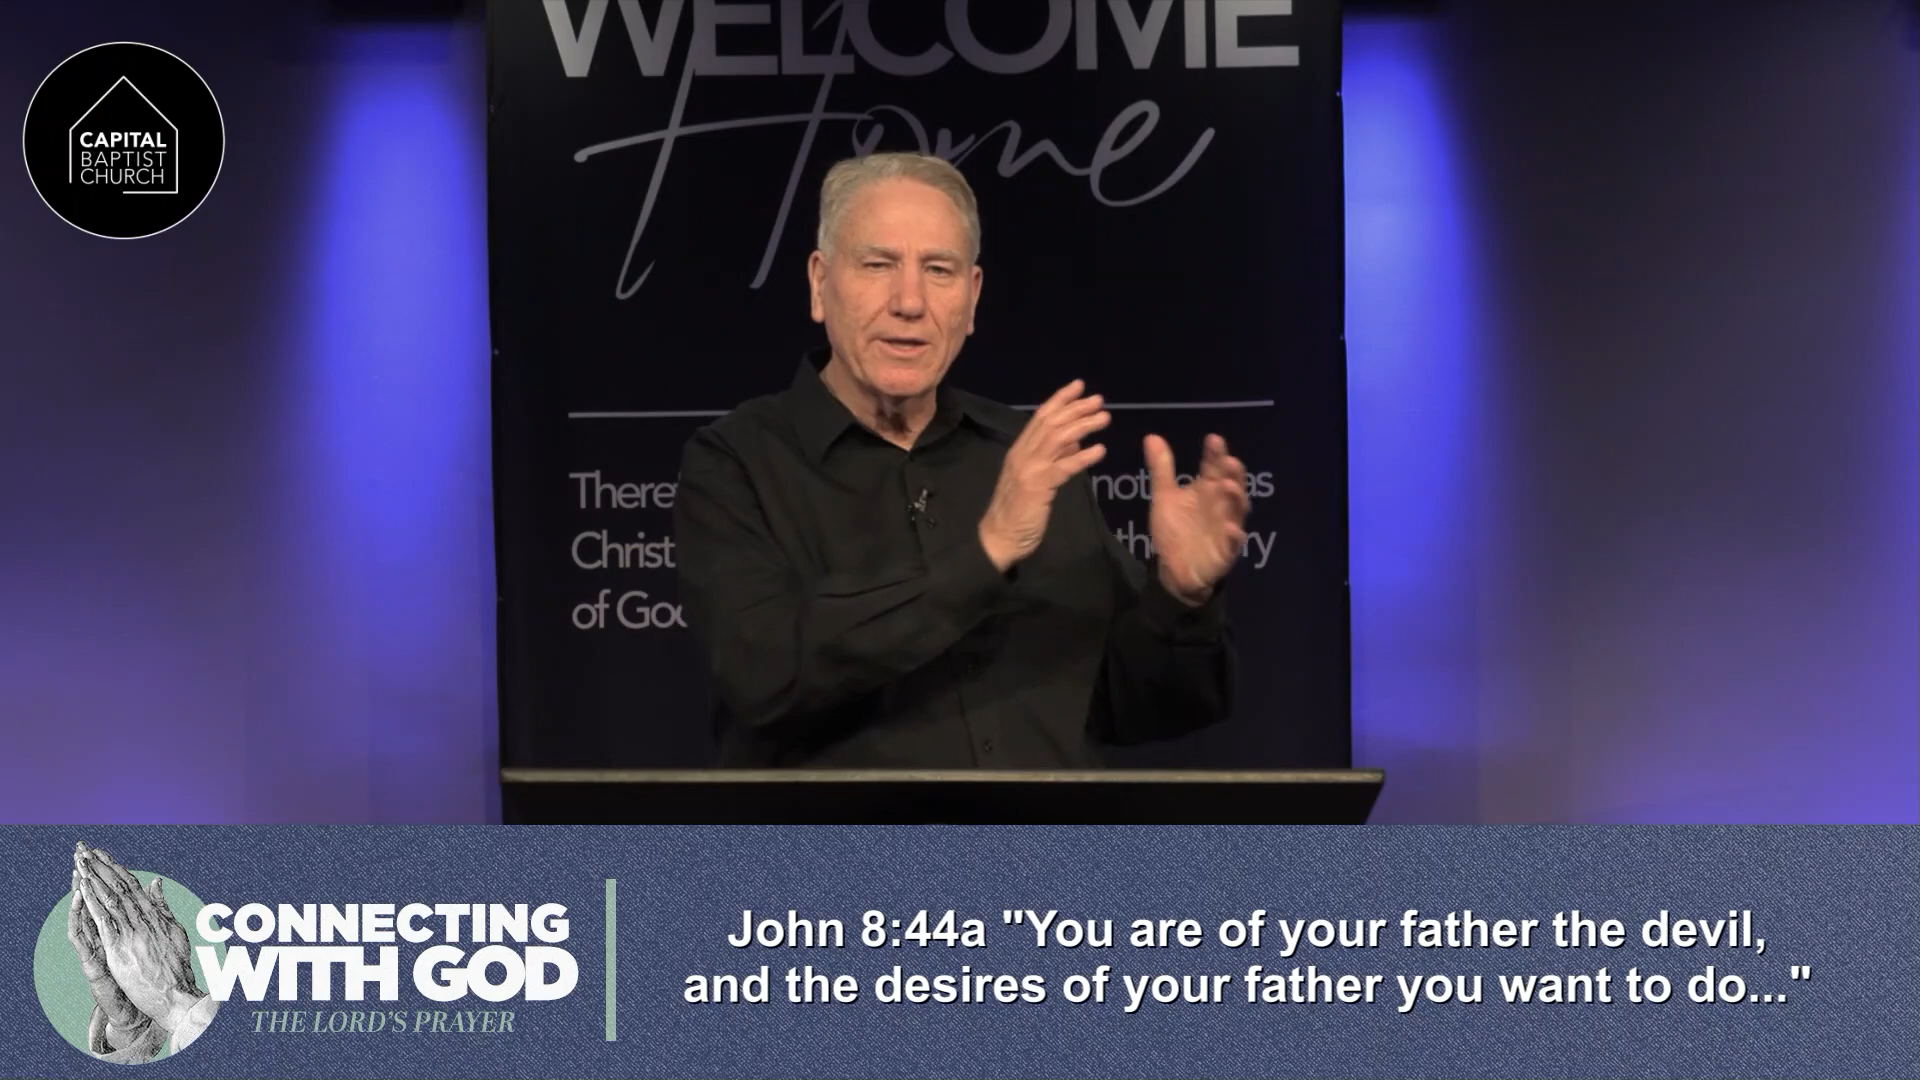 WELCOME
Home
CAPITAL
BAPTIST
CHURCH
as
Christ
of God
CONNECTING
WITH GOD
THE LORD'S PRAYER
John 8:44a "You are of your father the devil,
and the desires of your father you want to do..."